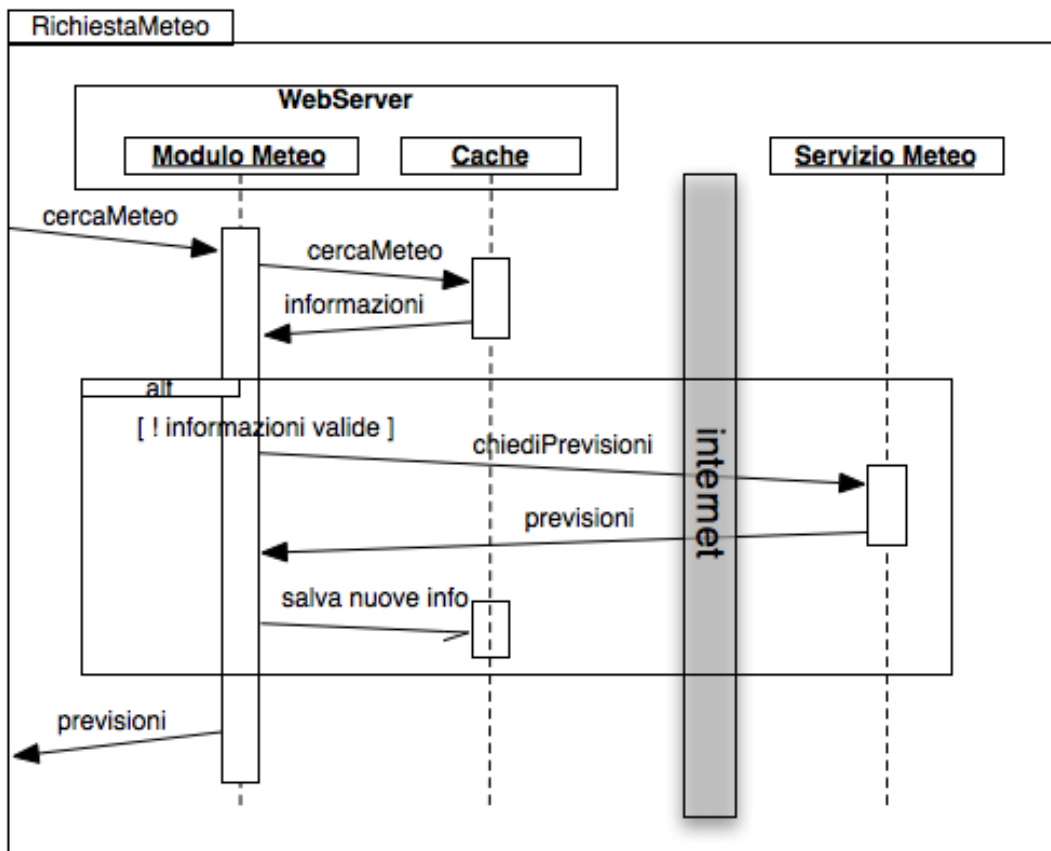 RichiestaMeteo
WebServer
Modulo Meteo
Cache
Servizio Meteo
cercaMeteo
cercaMeteo
informazioni
alt
[ ! informazioni valide ]
chiediPrevisioni
internet
previsioni
salva nuove info
previsioni